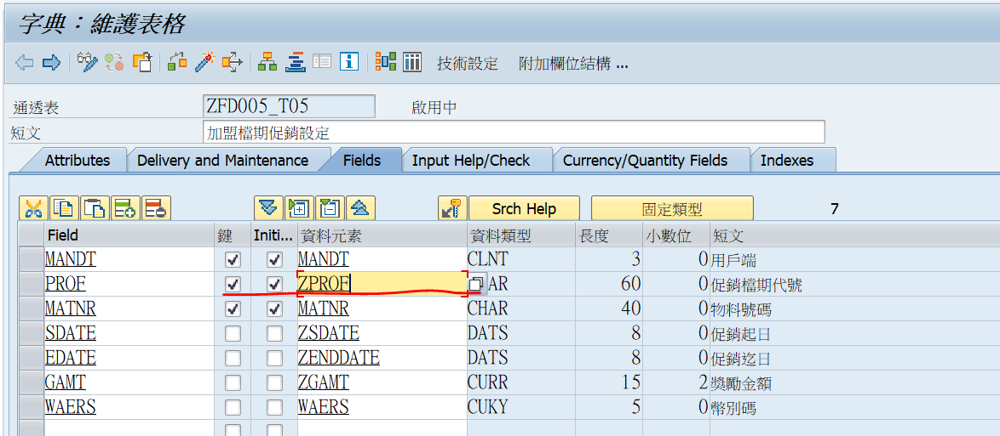 字典：維護表格
技術設定 附加欄位結構 ...
通透表 ZFD005_T05 啟用中
短文 加盟檔期促銷設定
Attributes Delivery and Maintenance Fields Input Help/Check Currency/Quantity Fields Indexes
Srch Help 固定類型 7
Field 鍵 Initi... 資料元素 資料類型 長度 小數位 短文
MANDT MANDT CLNT 3 0 用戶端
PROF ZPROF AR 60 0 促銷檔期代號
MATNR MATNR CHAR 40 0 物料號碼
SDATE ZSDATE DATS 8 0 促銷起日
EDATE ZENDDATE DATS 8 0 促銷迄日
GAMT ZGAMT CURR 15 2 獎勵金額
WAERS WAERS CUKY 5 0 幣別碼